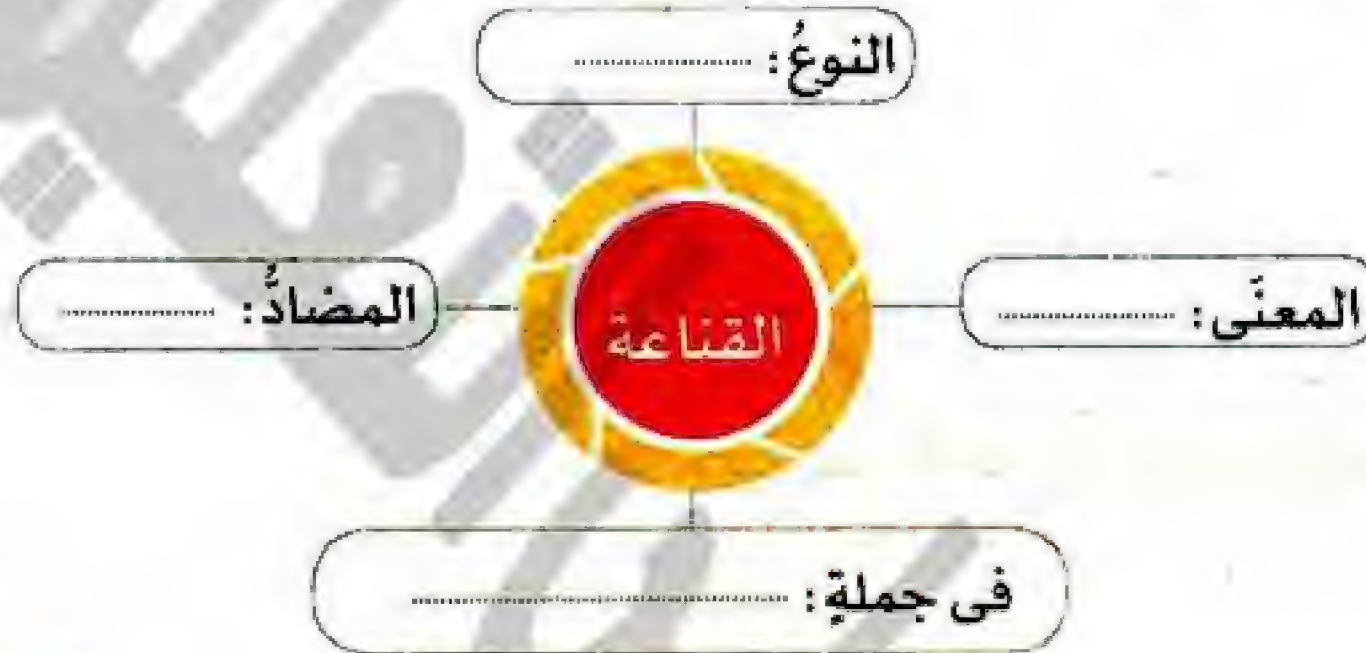 النوعُ: ..................
المعنَى: ..................
القناعة
المضادُّ: ..................
فى جملةٍ: ..................